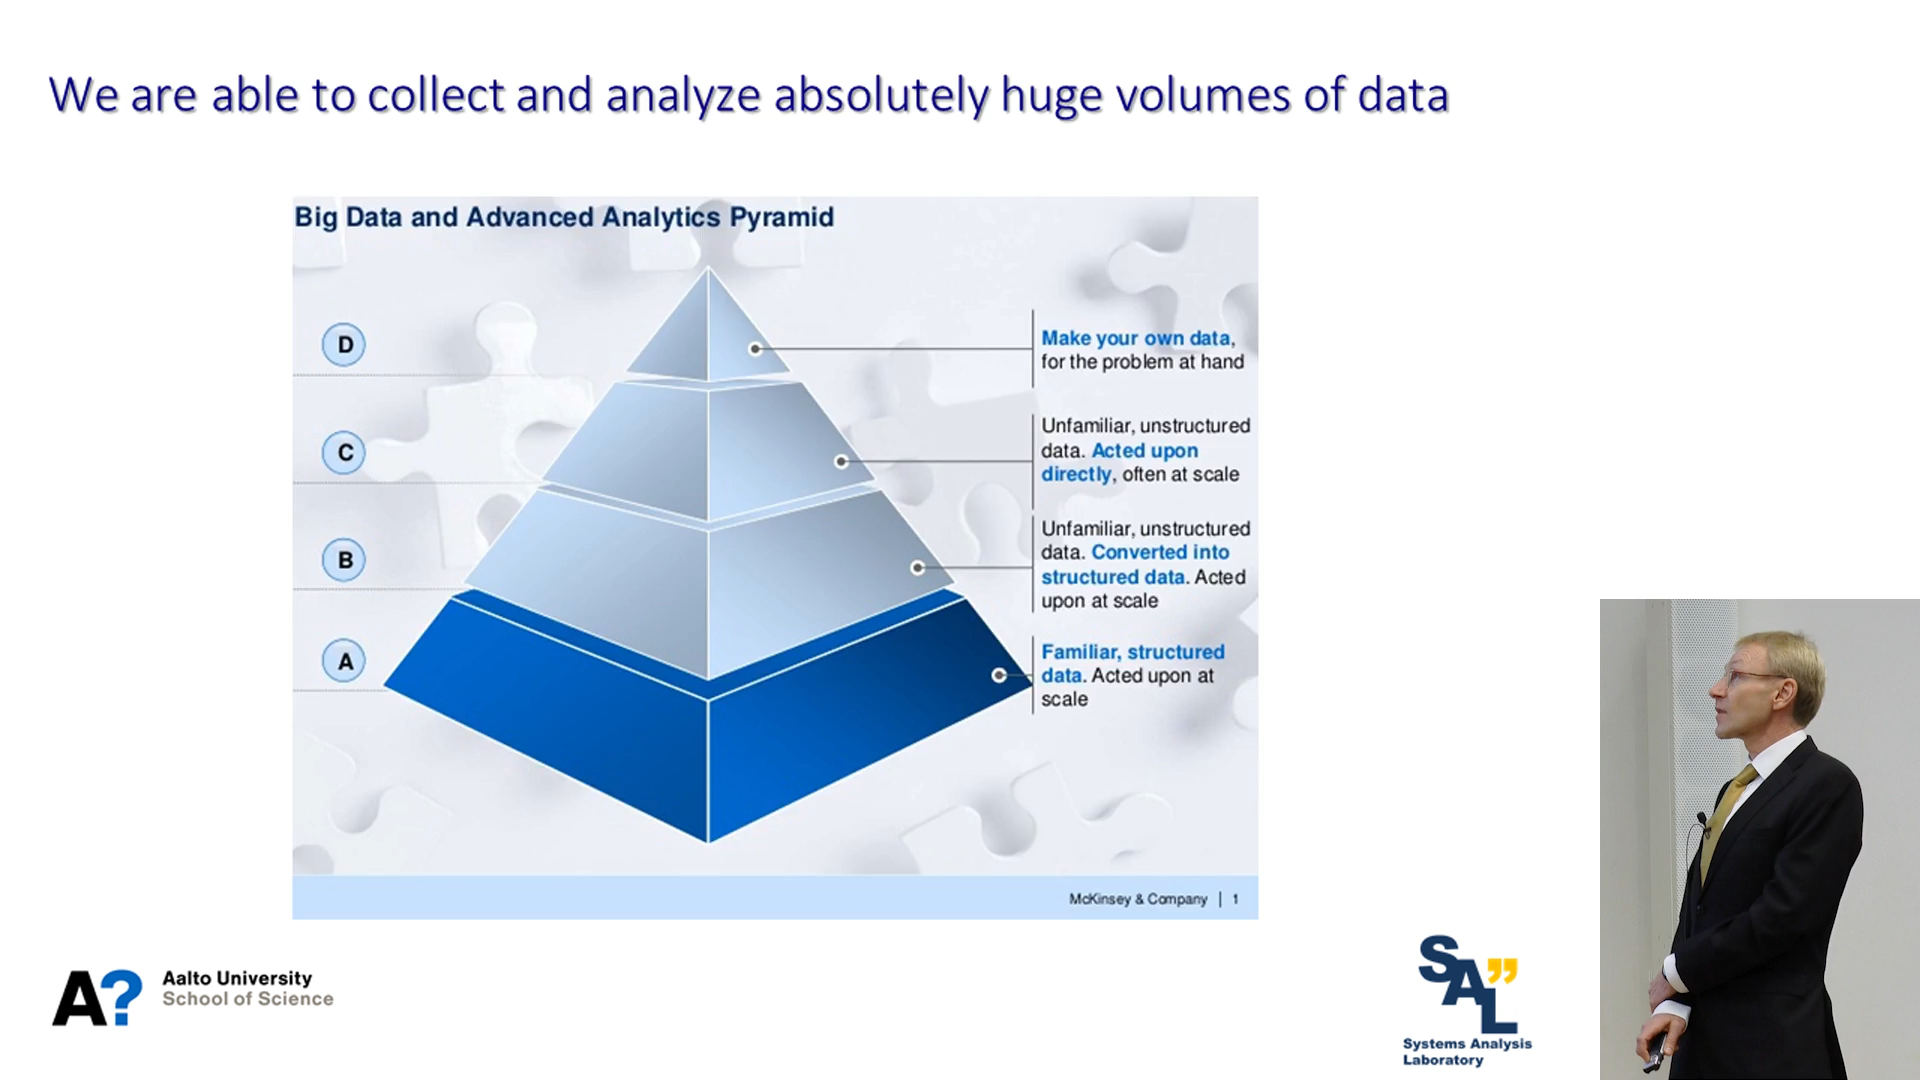 We are able to collect and analyze absolutely huge volumes of data
Big Data and Advanced Analytics Pyramid
D
Make your own data,
for the problem at hand
C
Unfamiliar, unstructured
data. Acted upon
directly, often at scale
B
Unfamiliar, unstructured
data. Converted into
structured data. Acted
upon at scale
A
Familiar, structured
data. Acted upon at
scale
McKinsey & Company | 1
A?
Aalto University
School of Science
SAL”
Systems Analysis
Laboratory